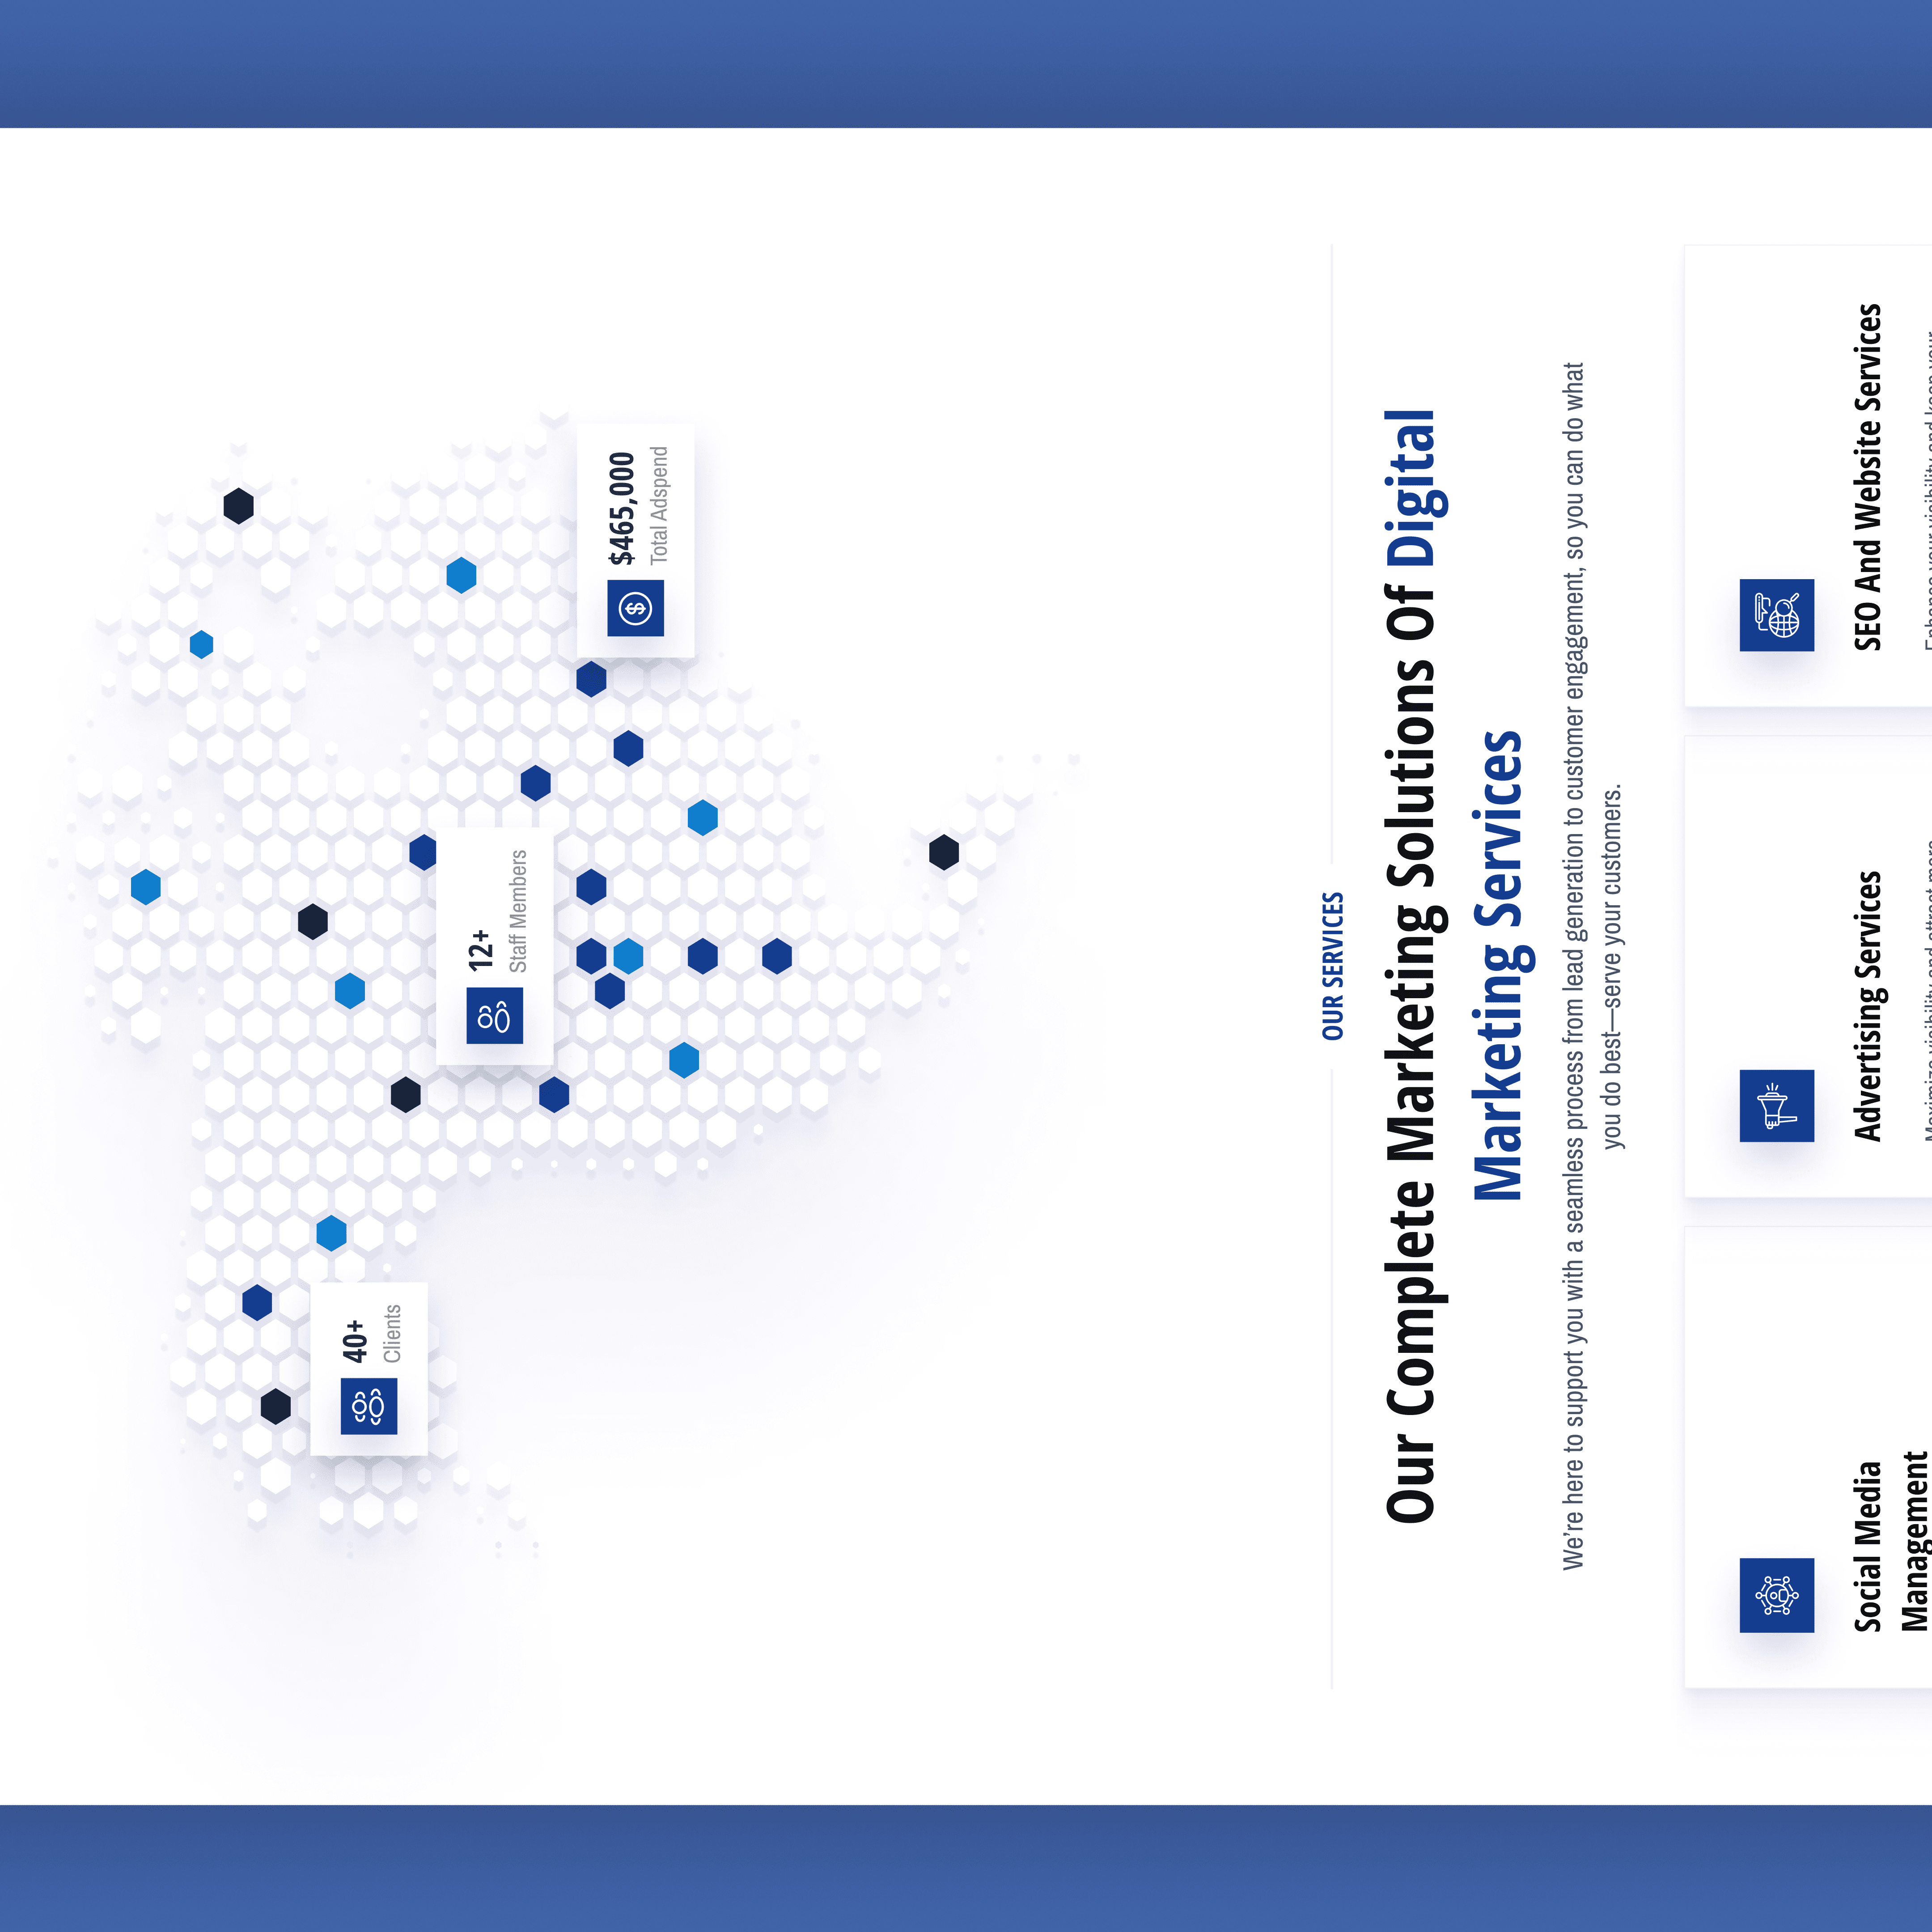 $465,000
Total Adspend
12+
Staff Members
40+
Clients
OUR SERVICES
Our Complete Marketing Solutions Of Digital
Marketing Services
We're here to support you with a seamless process from lead generation to customer engagement, so you can do what
you do best—serve your customers.
Social Media
Management
Advertising Services
SEO And Website Services